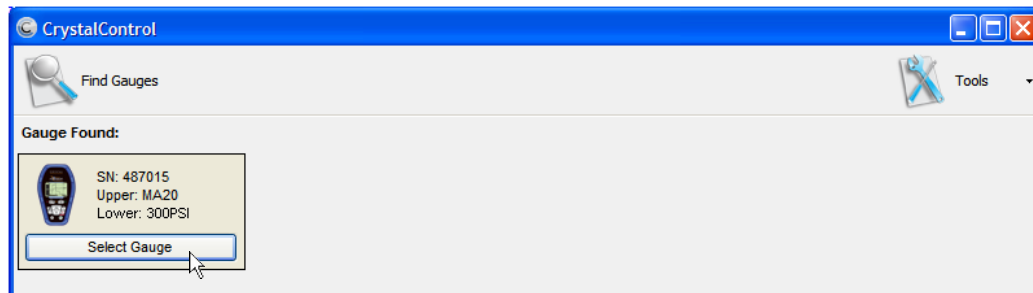 CrystalControl
Find Gauges
Tools
Gauge Found:
SN: 487015
Upper: MA20
Lower: 300PSI
Select Gauge